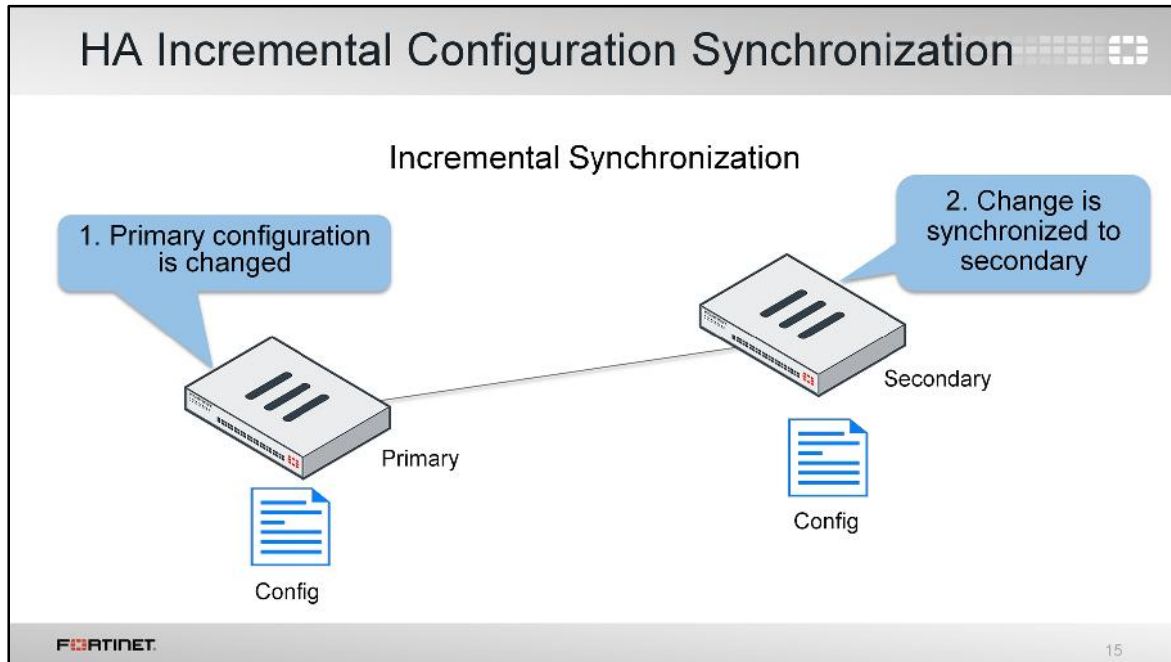 HA Incremental Configuration Synchronization
Incremental Synchronization
1. Primary configuration
is changed
2. Change is
synchronized to
secondary
Secondary
Primary
Config
Config
FORTINET.
15